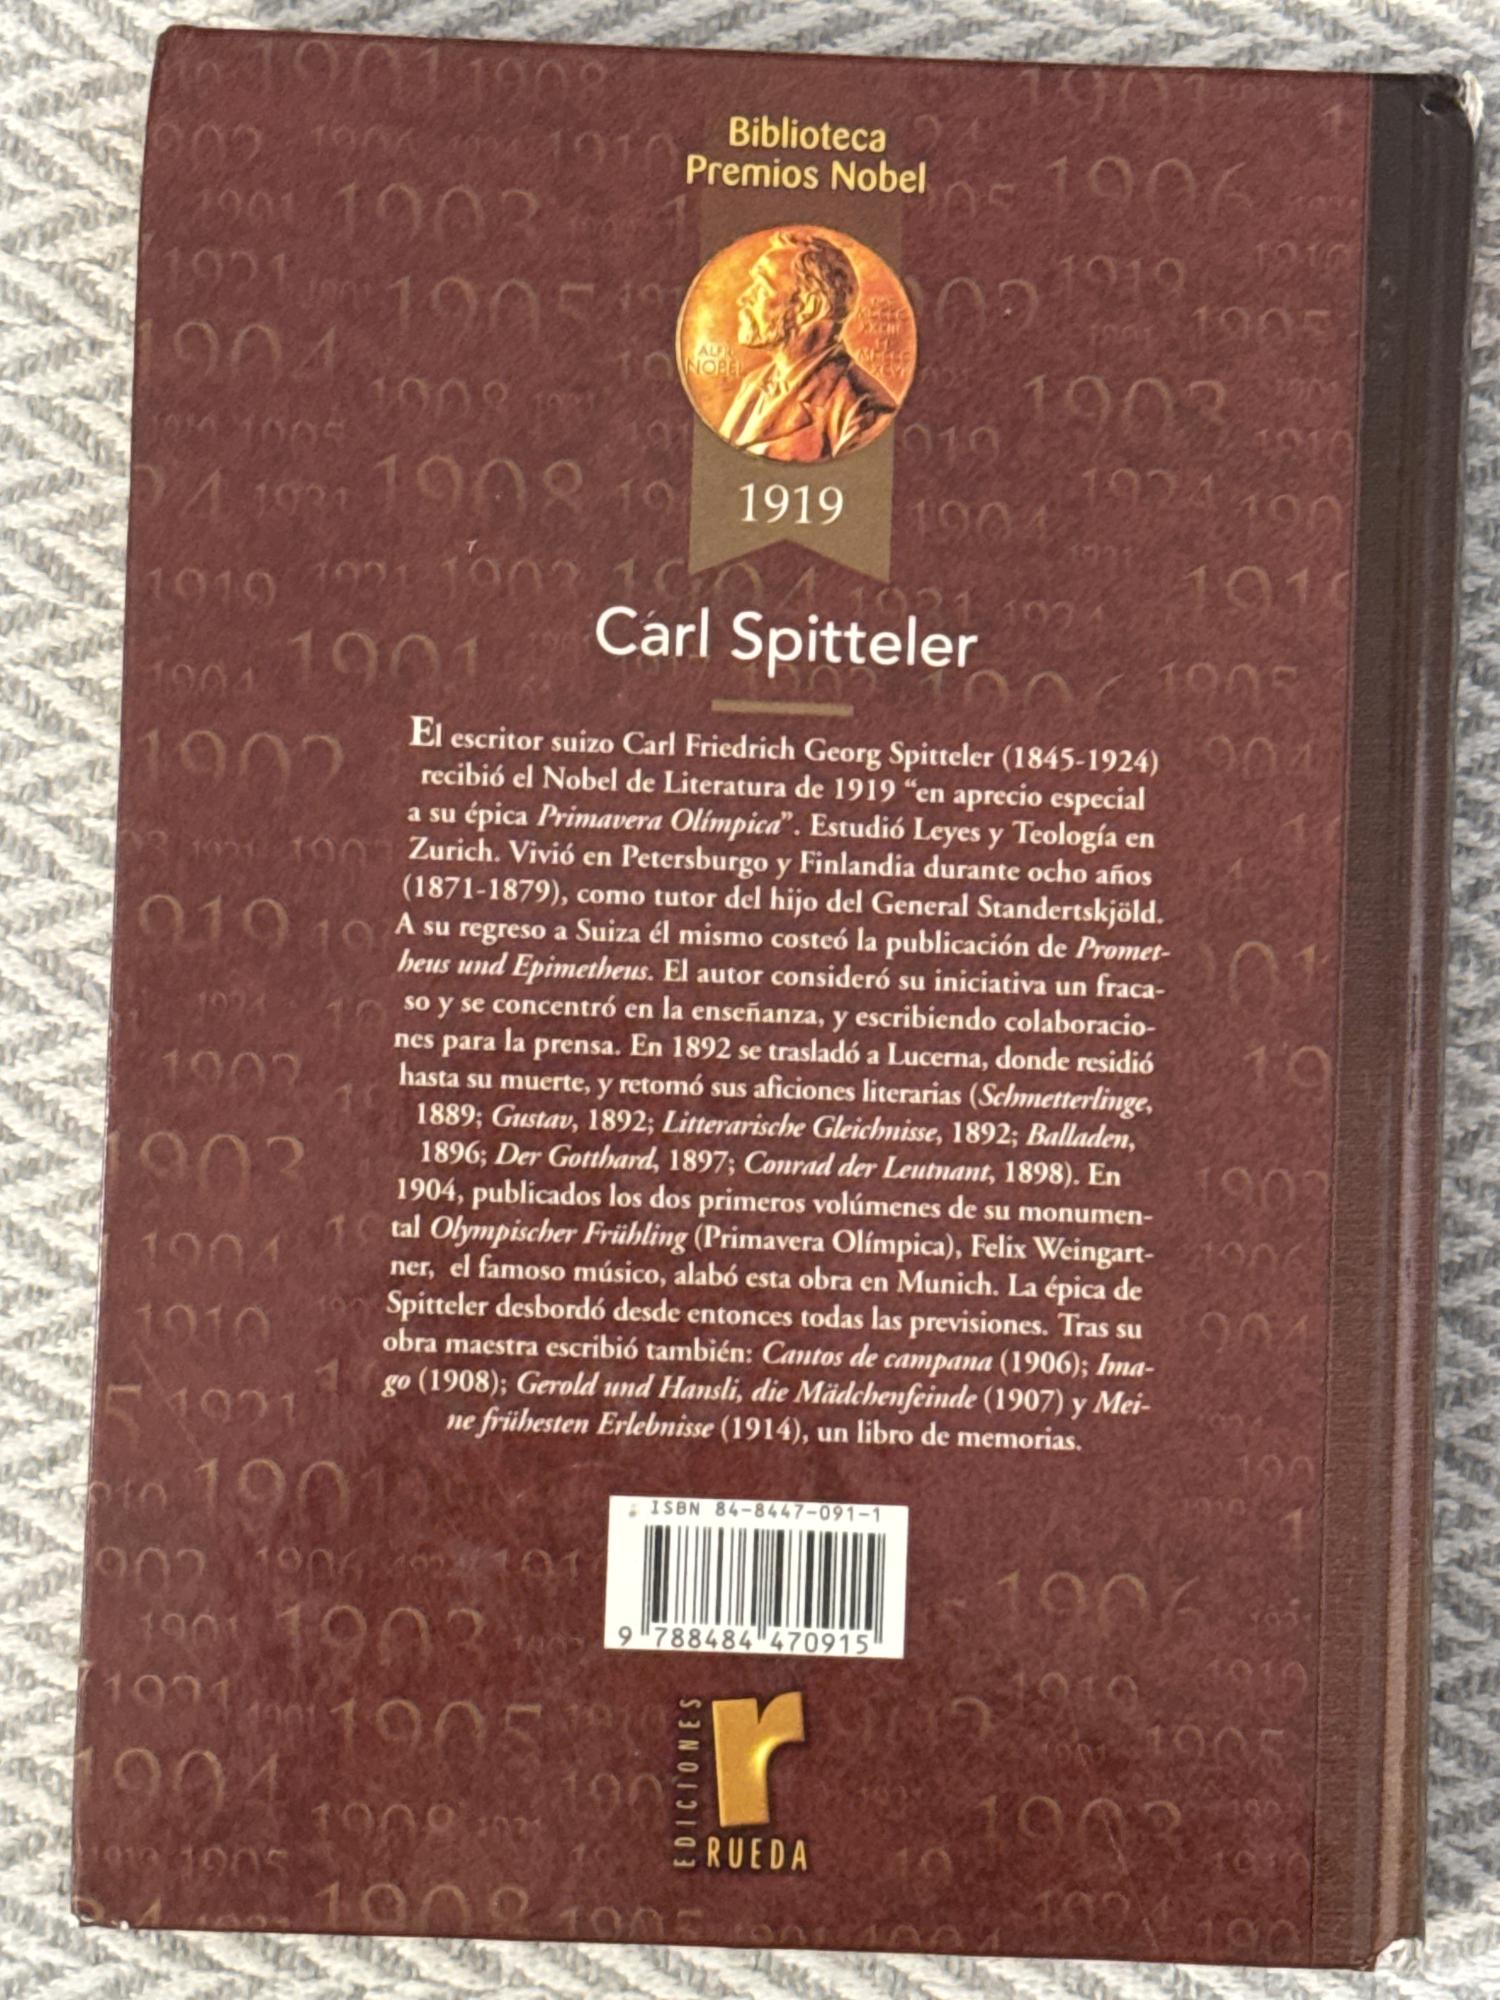 Biblioteca
Premios Nobel
NOBEL
1919
Carl Spitteler
El escritor suizo Carl Friedrich Georg Spitteler (1845-1924)
recibió el Nobel de Literatura de 1919 “en aprecio especial
a su épica Primavera Olímpica”. Estudió Leyes y Teología en
Zurich. Vivió en Petersburgo y Finlandia durante ocho años
(1871-1879), como tutor del hijo del General Standertskjöld.
A su regreso a Suiza él mismo costeó la publicación de Promet-
heus und Epimetheus. El autor consideró su iniciativa un fraca-
so y se concentró en la enseñanza, y escribiendo colaboracio-
nes para la prensa. En 1892 se trasladó a Lucerna, donde residió
hasta su muerte, y retomó sus aficiones literarias (Schmetterlinge,
1889; Gustav, 1892; Litterarische Gleichnisse, 1892; Balladen,
1896; Der Gotthard, 1897; Conrad der Leutnant, 1898). En
1904, publicados los dos primeros volúmenes de su monumen-
tal Olympischer Frühling (Primavera Olímpica), Felix Weingart-
ner, el famoso músico, alabó esta obra en Munich. La épica de
Spitteler desbordó desde entonces todas las previsiones. Tras su
obra maestra escribió también: Cantos de campana (1906); Ima-
go (1908); Gerold und Hansli, die Mädchenfeinde (1907) y Mei-
ne frühesten Erlebnisse (1914), un libro de memorias.
ISBN 84-8447-091-1
9 788484 470915
EDICIONES
r
RUEDA